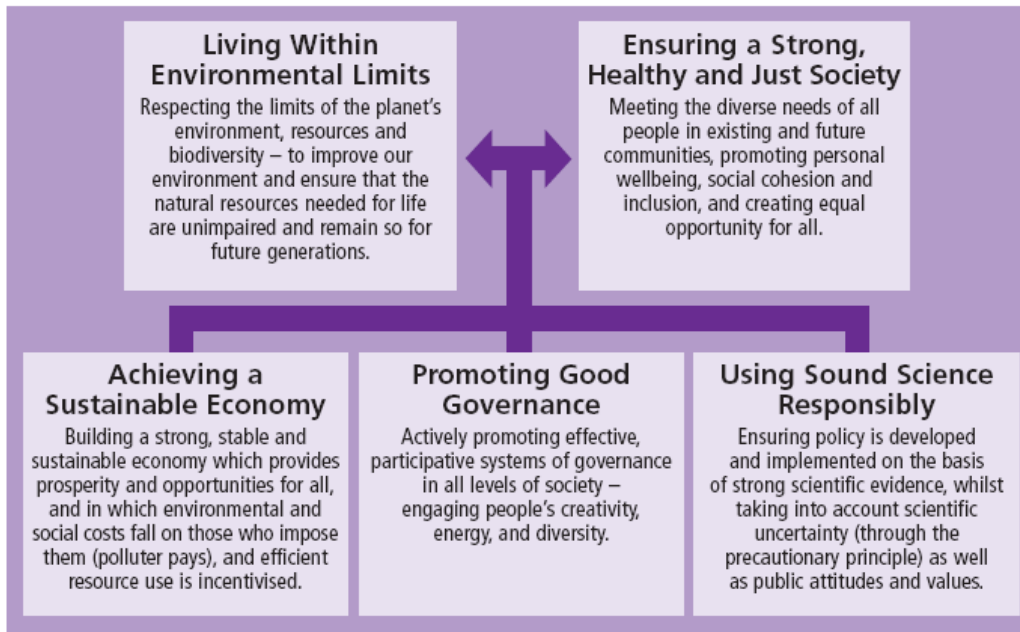 Living Within
Environmental Limits
Respecting the limits of the planet's
environment, resources and
biodiversity – to improve our
environment and ensure that the
natural resources needed for life
are unimpaired and remain so for
future generations.
Ensuring a Strong,
Healthy and Just Society
Meeting the diverse needs of all
people in existing and future
communities, promoting personal
wellbeing, social cohesion and
inclusion, and creating equal
opportunity for all.
Achieving a
Sustainable Economy
Building a strong, stable and
sustainable economy which provides
prosperity and opportunities for all,
and in which environmental and
social costs fall on those who impose
them (polluter pays), and efficient
resource use is incentivised.
Promoting Good
Governance
Actively promoting effective,
participative systems of governance
in all levels of society –
engaging people's creativity,
energy, and diversity.
Using Sound Science
Responsibly
Ensuring policy is developed
and implemented on the basis
of strong scientific evidence, whilst
taking into account scientific
uncertainty (through the
precautionary principle) as well
as public attitudes and values.